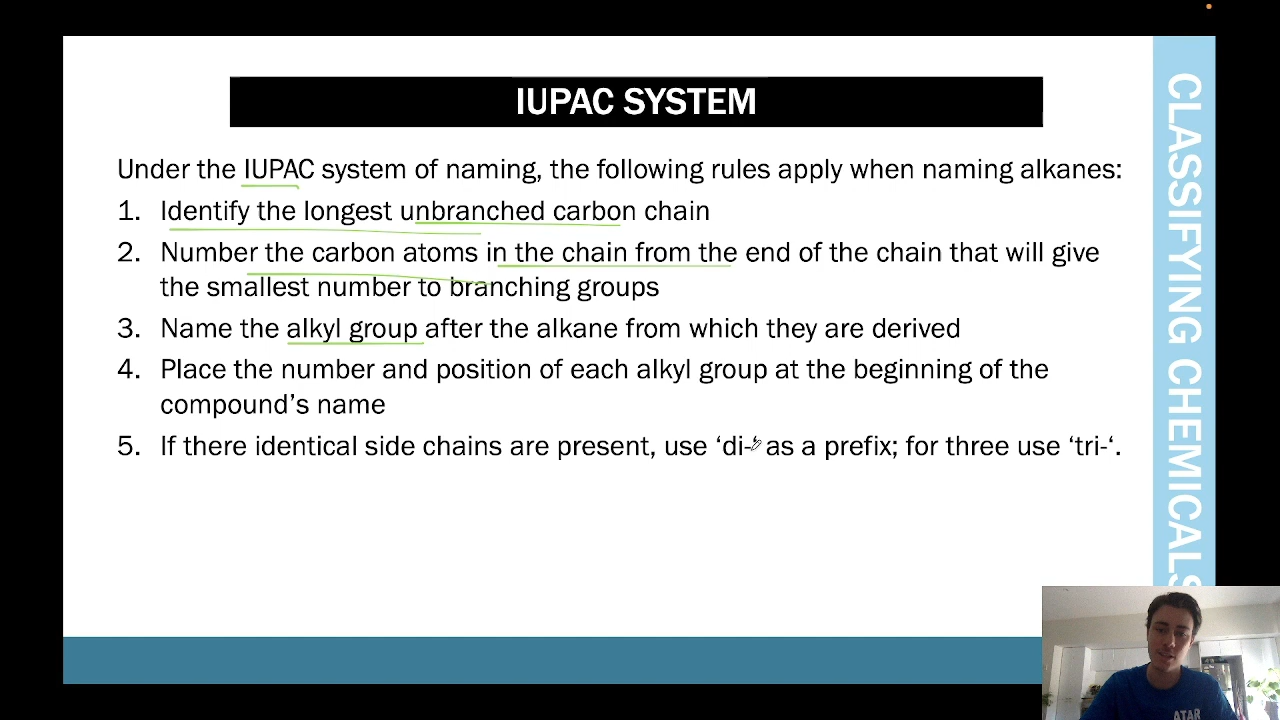 IUPAC SYSTEM
Under the IUPAC system of naming, the following rules apply when naming alkanes:
1. Identify the longest unbranched carbon chain
2. Number the carbon atoms in the chain from the end of the chain that will give
the smallest number to branching groups
3. Name the alkyl group after the alkane from which they are derived
4. Place the number and position of each alkyl group at the beginning of the
compound’s name
5. If there identical side chains are present, use ‘di-‘ as a prefix; for three use ‘tri-‘.
CLASSIFYING CHEMICALS
ATAR